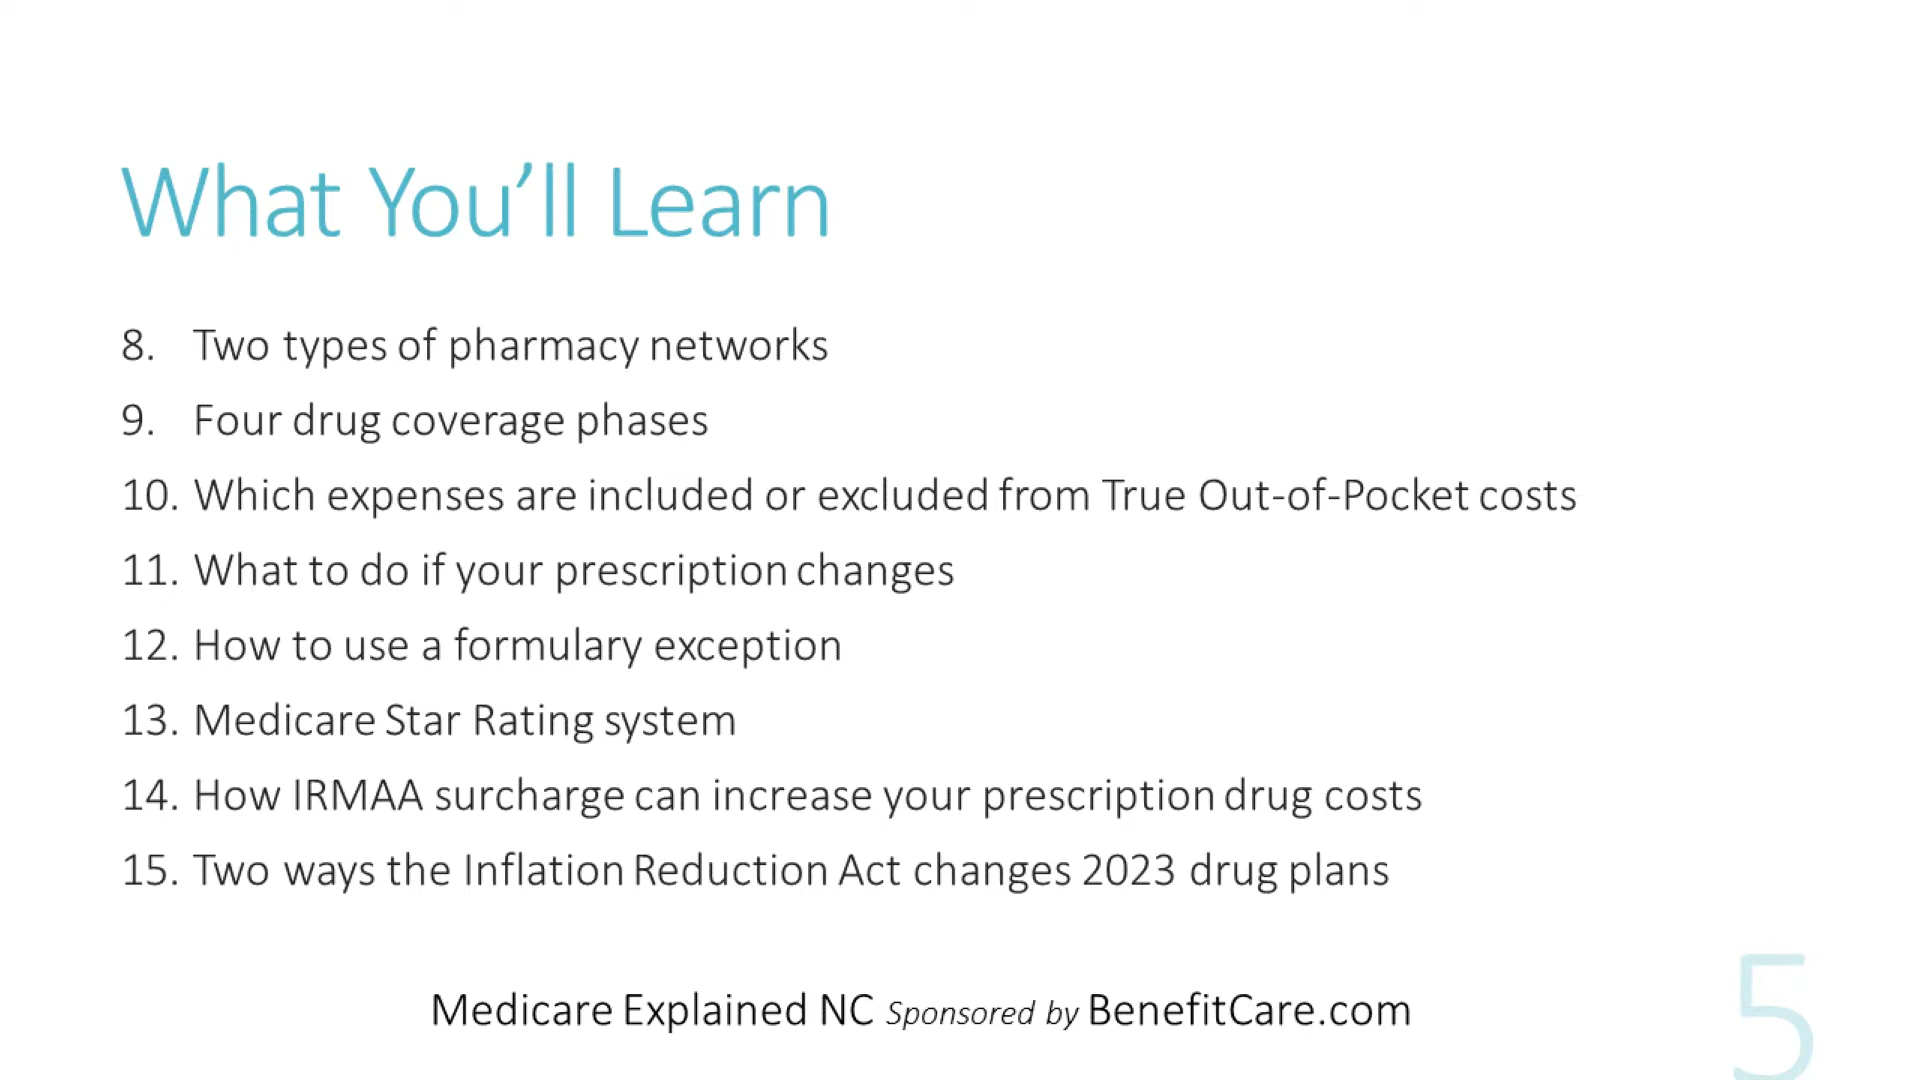 What You’ll Learn
8. Two types of pharmacy networks
9. Four drug coverage phases
10. Which expenses are included or excluded from True Out-of-Pocket costs
11. What to do if your prescription changes
12. How to use a formulary exception
13. Medicare Star Rating system
14. How IRMAA surcharge can increase your prescription drug costs
15. Two ways the Inflation Reduction Act changes 2023 drug plans
Medicare Explained NC Sponsored by BenefitCare.com
5